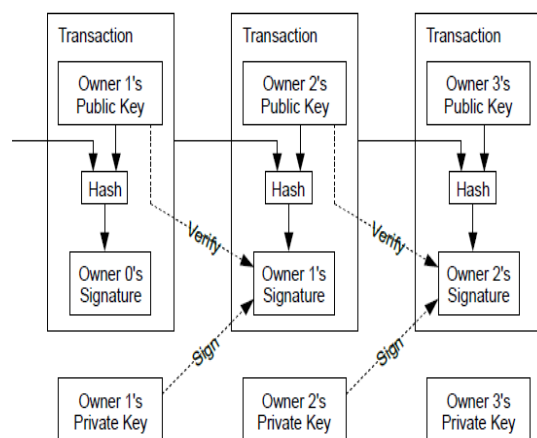 Transaction
Owner 1's
Public Key
Hash
Owner 0's
Signature
Transaction
Owner 2's
Public Key
Hash
Verify
Owner 1's
Signature
Transaction
Owner 3's
Public Key
Hash
Verify
Owner 2's
Signature
Sign
Sign
Owner 1's
Private Key
Owner 2's
Private Key
Owner 3's
Private Key